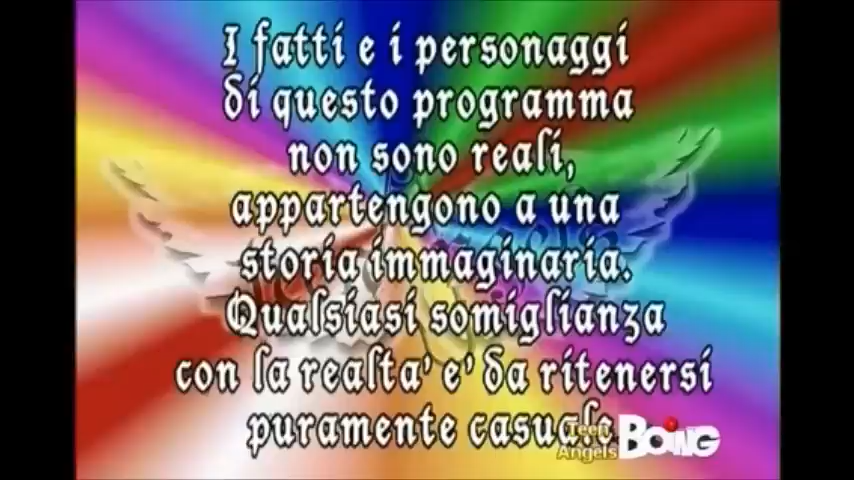 I fatti e i personaggi
di questo programma
non sono reali,
appartengono a una
storia immaginaria.
Qualsiasi somiglianza
con la realta' e' da ritenersi
puramente casuale.
Teen
Angels
BOING